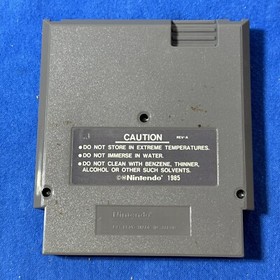 CAUTION
REV-A
• DO NOT STORE IN EXTREME TEMPERATURES.
• DO NOT IMMERSE IN WATER.
• DO NOT CLEAN WITH BENZENE, THINNER,
ALCOHOL OR OTHER SUCH SOLVENTS.
©®Nintendo® 1985
Nintendo